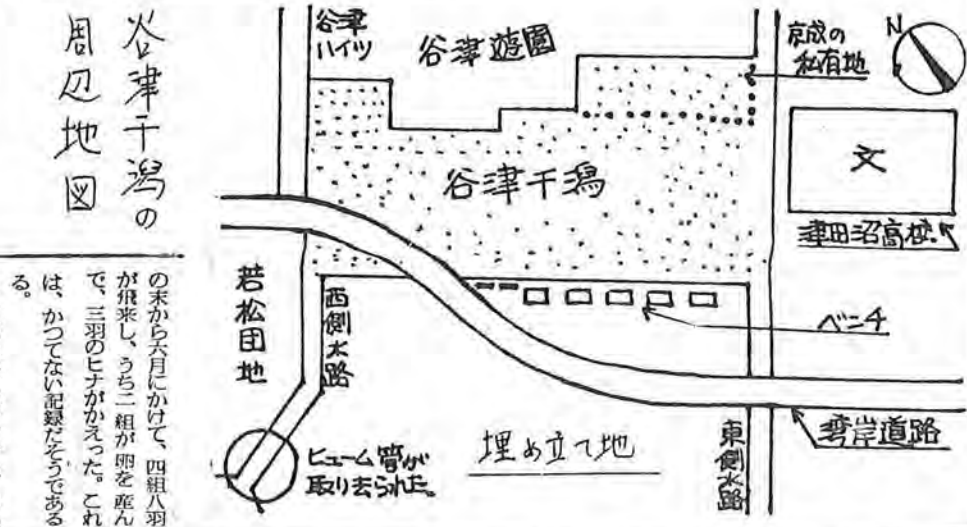 谷津干潟の
周辺地図
谷津
ハイツ
谷津遊園
京成の
私有地
N
文
谷津干潟
津田沼高校
ベンチ
若松団地
西側水路
湾岸道路
東側水路
埋め立て地
ヒューム管が
取り去られた。
の末から六月にかけて、四組八羽
が飛来し、うち二組が卵を産ん
で、三羽のヒナがかえった。これ
は、かつてない記録だそうであ
る。